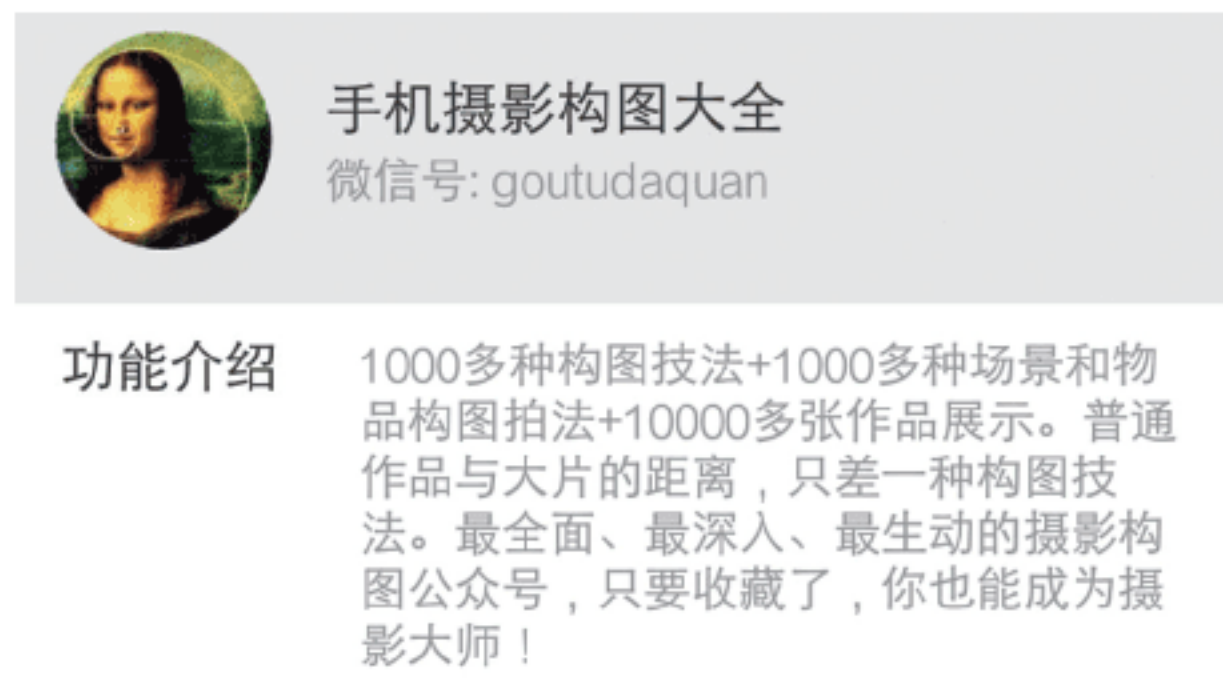 手机摄影构图大全
微信号: goutudaquan
功能介绍
1000多种构图技法+1000多种场景和物
品构图拍法+10000多张作品展示。普通
作品与大片的距离，只差一种构图技
法。最全面、最深入、最生动的摄影构
图公众号，只要收藏了，你也能成为摄
影大师！